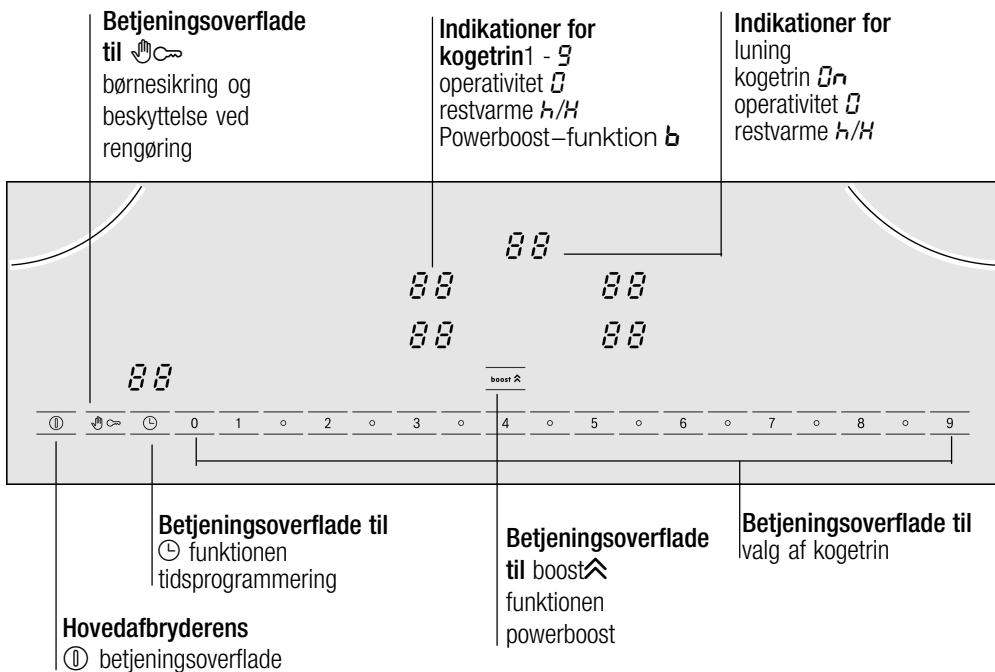 Betjeningsoverflade
til
børnesikring og
beskyttelse ved
rengøring
Indikationer for
kogetrin1 - 9
operativitet 0
restvarme h/H
Powerboost–funktion b
Indikationer for
luning
kogetrin 0n
operativitet 0
restvarme h/H
88
88 88
88 88
88
boost
0 1 2 3 4 5 6 7 8 9
Betjeningsoverflade til
funktionen
tidsprogrammering
Hovedafbryderens
betjeningsoverflade
Betjeningsoverflade
til boost
funktionen
powerboost
Betjeningsoverflade til
valg af kogetrin